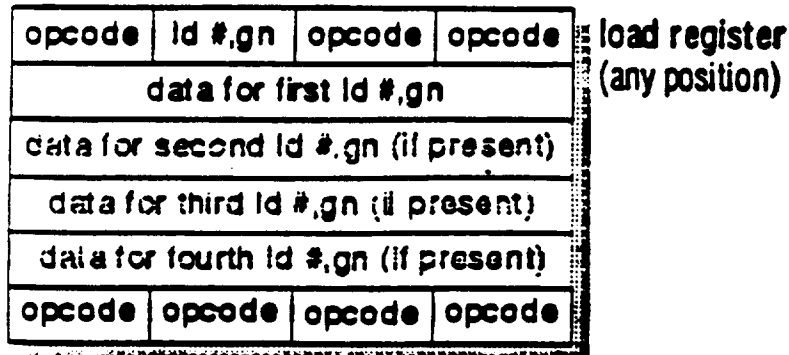 opcode ld #,gn opcode opcode
load register
(any position)
data for first ld #,gn
data for second ld #,gn (if present)
data for third ld #,gn (if present)
data for fourth ld #,gn (if present)
opcode opcode opcode opcode